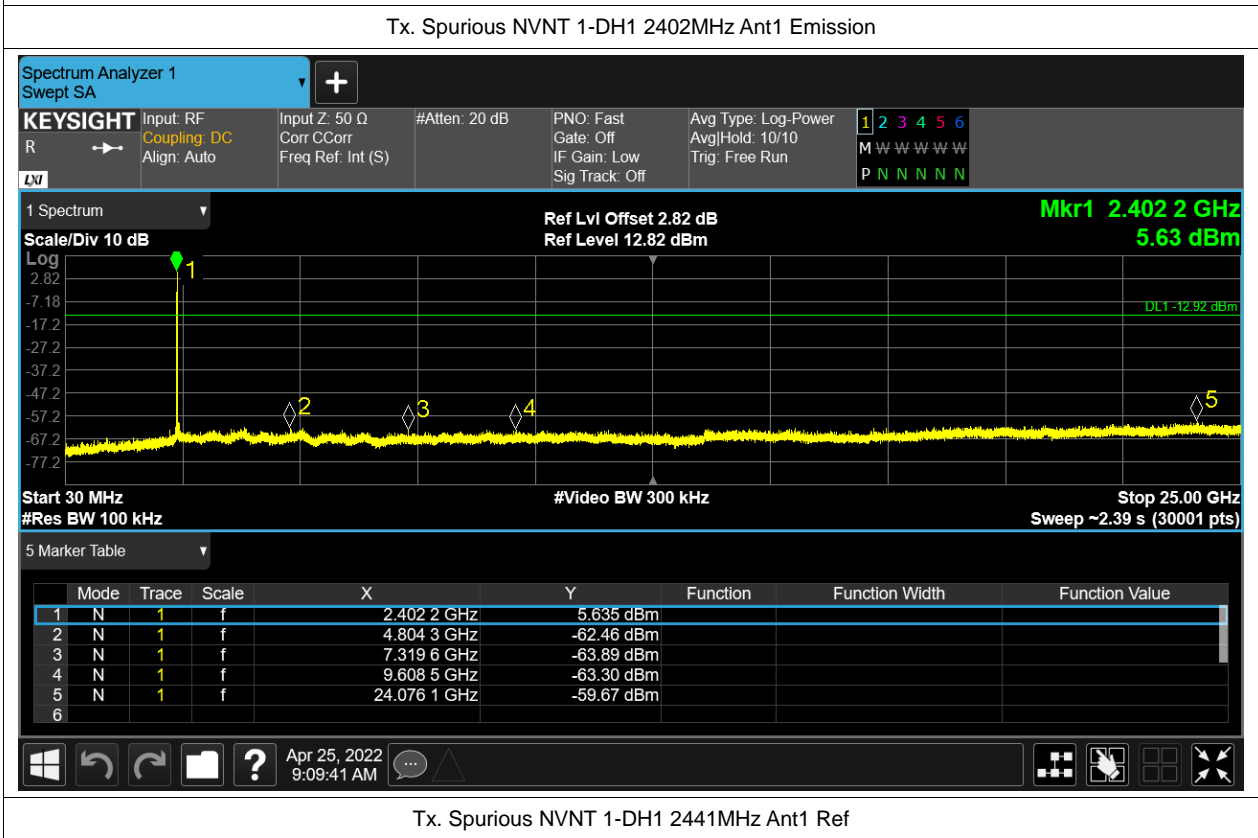 Tx. Spurious NVNT 1-DH1 2402MHz Ant1 Emission
Spectrum Analyzer 1
Swept SA
KEYSIGHT Input: RF Input Z: 50 Ω #Atten: 20 dB PNO: Fast Avg Type: Log-Power 1 2 3 4 5 6
R Coupling: DC Corr CCorr Gate: Off Avg|Hold: 10/10 M W W W W W
Align: Auto Freq Ref: Int (S) IF Gain: Low Trig: Free Run
LXI Sig Track: Off P N N N N N
1 Spectrum Ref Lvl Offset 2.82 dB Mkr1 2.402 2 GHz
Scale/Div 10 dB Ref Level 12.82 dBm 5.63 dBm
Log
1
2.82
-7.18
DL1 -12.92 dBm
-17.2
-27.2
-37.2
-47.2
2 3 4 5
-57.2
-67.2
-77.2
Start 30 MHz #Video BW 300 kHz Stop 25.00 GHz
#Res BW 100 kHz Sweep ~2.39 s (30001 pts)
5 Marker Table
Mode Trace Scale X Y Function Function Width Function Value
1 N 1 f 2.402 2 GHz 5.635 dBm
2 N 1 f 4.804 3 GHz -62.46 dBm
3 N 1 f 7.319 6 GHz -63.89 dBm
4 N 1 f 9.608 5 GHz -63.30 dBm
5 N 1 f 24.076 1 GHz -59.67 dBm
6
? Apr 25, 2022
9:09:41 AM
Tx. Spurious NVNT 1-DH1 2441MHz Ant1 Ref